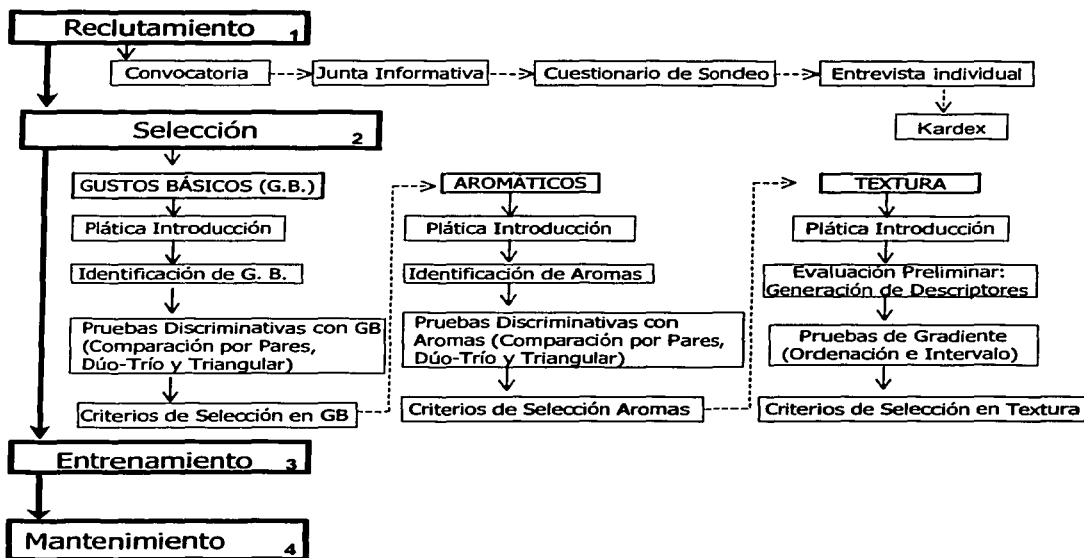 Reclutamiento 1
Convocatoria
Junta Informativa
Cuestionario de Sondeo
Entrevista individual
Kardex
Selección 2
GUSTOS BÁSICOS (G.B.)
Plática Introducción
Identificación de G. B.
Pruebas Discriminativas con GB
(Comparación por Pares,
Dúo-Trío y Triangular)
Criterios de Selección en GB
AROMÁTICOS
Plática Introducción
Identificación de Aromas
Pruebas Discriminativas con
Aromas (Comparación por Pares,
Dúo-Trío y Triangular)
Criterios de Selección Aromas
TEXTURA
Plática Introducción
Evaluación Preliminar:
Generación de Descriptores
Pruebas de Gradiente
(Ordenación e Intervalo)
Criterios de Selección en Textura
Entrenamiento 3
Mantenimiento 4